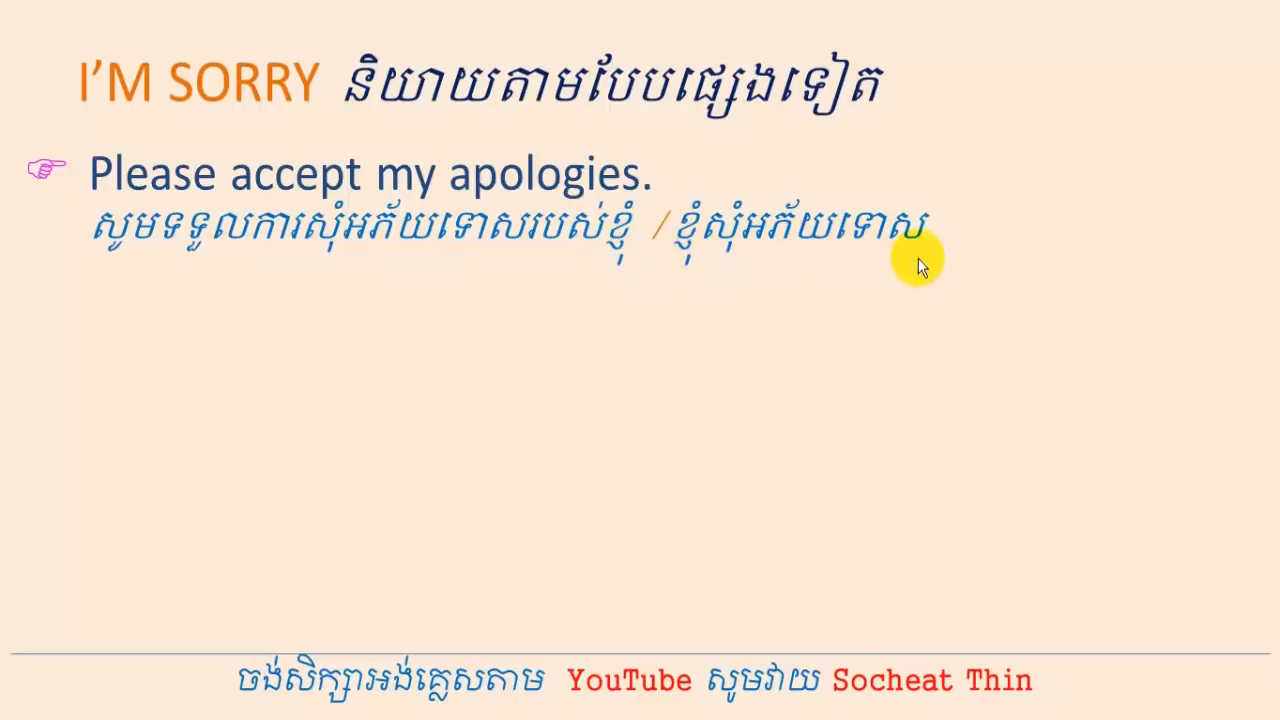 I'M SORRY និយាយតាមបែបផ្សេងទៀត
☞ Please accept my apologies.
សូមទទួលការសុំអភ័យទោសរបស់ខ្ញុំ / ខ្ញុំសុំអភ័យទោស
ចង់សិក្សាអង់គ្លេសតាម YouTube សូមវាយ Socheat Thin